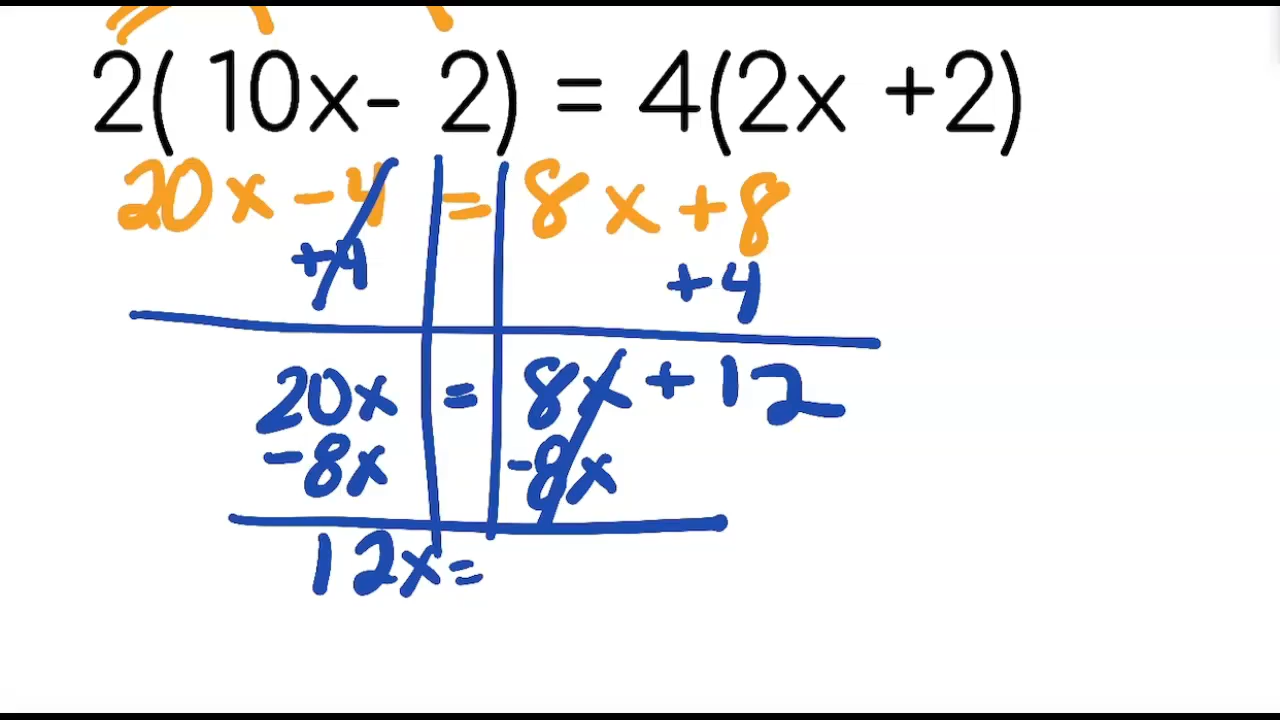 2( 10x- 2) = 4(2x +2)
20x - 4 = 8x + 8
+4 +4
20x = 8x + 12
-8x -8x
12x=